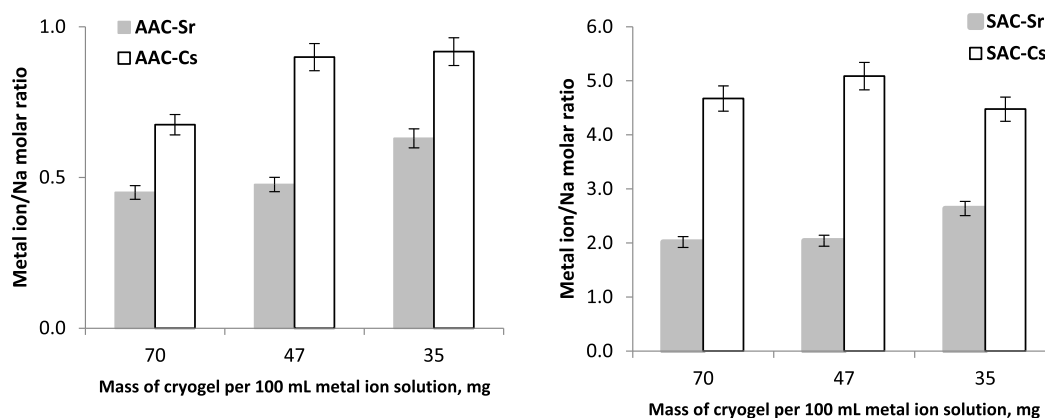 AAC-Sr
AAC-Cs
Metal ion/Na molar ratio
1.0
0.5
0.0
70 47 35
Mass of cryogel per 100 mL metal ion solution, mg
SAC-Sr
SAC-Cs
Metal ion/Na molar ratio
6.0
5.0
4.0
3.0
2.0
1.0
0.0
70 47 35
Mass of cryogel per 100 mL metal ion solution, mg